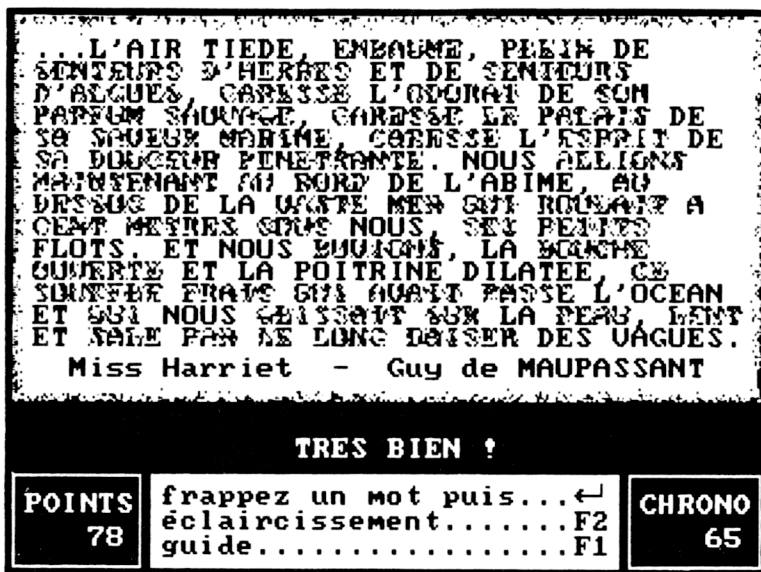 ...L'AIR TIEDE, EMBAUME, PLEIN DE
SENTEURS D'HERBES ET DE SENTEURS
D'ALGUES, CARESSE L'ODORAT DE SON
PARFUM SAUVAGE, CARESSE LE PALAIS DE
SA SAVEUR MARINE, CARESSE L'ESPRIT DE
SA DOUCEUR PENETRANTE. NOUS ALLIONS
MAINTENANT AU BORD DE L'ABIME, AU
DESSUS DE LA VASTE MER QUI ROULAIT A
CENT METRES SOUS NOUS, SES PETITS
FLOTS. ET NOUS BUVIONS, LA BOUCHE
OUVERTE ET LA POITRINE DILATEE, CE
SOUFFLE FRAIS QUI AVAIT PASSE L'OCEAN
ET QUI NOUS GLISSAIT SUR LA PEAU, LENT
ET SALE PAR LE LONG BAISER DES VAGUES.
Miss Harriet - Guy de MAUPASSANT
TRES BIEN !
POINTS
78
frappez un mot puis...↵
éclaircissement.......F2
guide.................F1
CHRONO
65